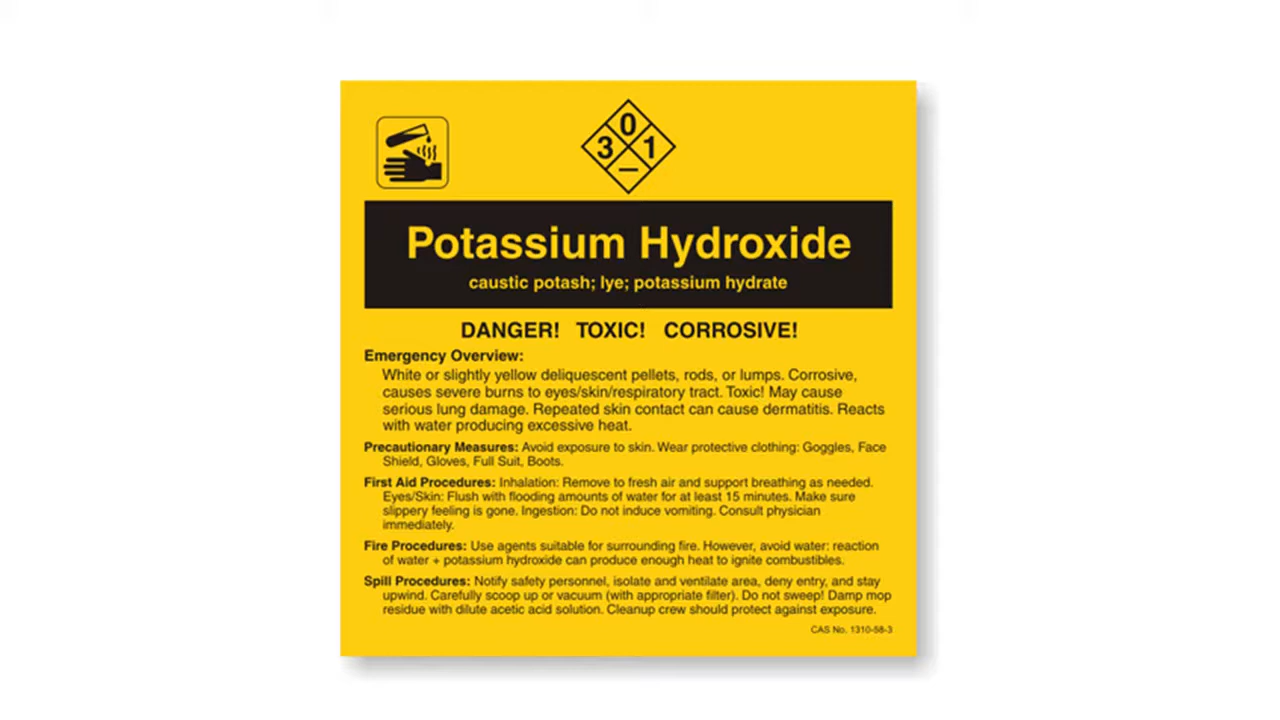 0
3 1
–
Potassium Hydroxide
caustic potash; lye; potassium hydrate
DANGER! TOXIC! CORROSIVE!
Emergency Overview:
White or slightly yellow deliquescent pellets, rods, or lumps. Corrosive,
causes severe burns to eyes/skin/respiratory tract. Toxic! May cause
serious lung damage. Repeated skin contact can cause dermatitis. Reacts
with water producing excessive heat.
Precautionary Measures: Avoid exposure to skin. Wear protective clothing: Goggles, Face
Shield, Gloves, Full Suit, Boots.
First Aid Procedures: Inhalation: Remove to fresh air and support breathing as needed.
Eyes/Skin: Flush with flooding amounts of water for at least 15 minutes. Make sure
slippery feeling is gone. Ingestion: Do not induce vomiting. Consult physician
immediately.
Fire Procedures: Use agents suitable for surrounding fire. However, avoid water: reaction
of water + potassium hydroxide can produce enough heat to ignite combustibles.
Spill Procedures: Notify safety personnel, isolate and ventilate area, deny entry, and stay
upwind. Carefully scoop up or vacuum (with appropriate filter). Do not sweep! Damp mop
residue with dilute acetic acid solution. Cleanup crew should protect against exposure.
CAS No. 1310-58-3